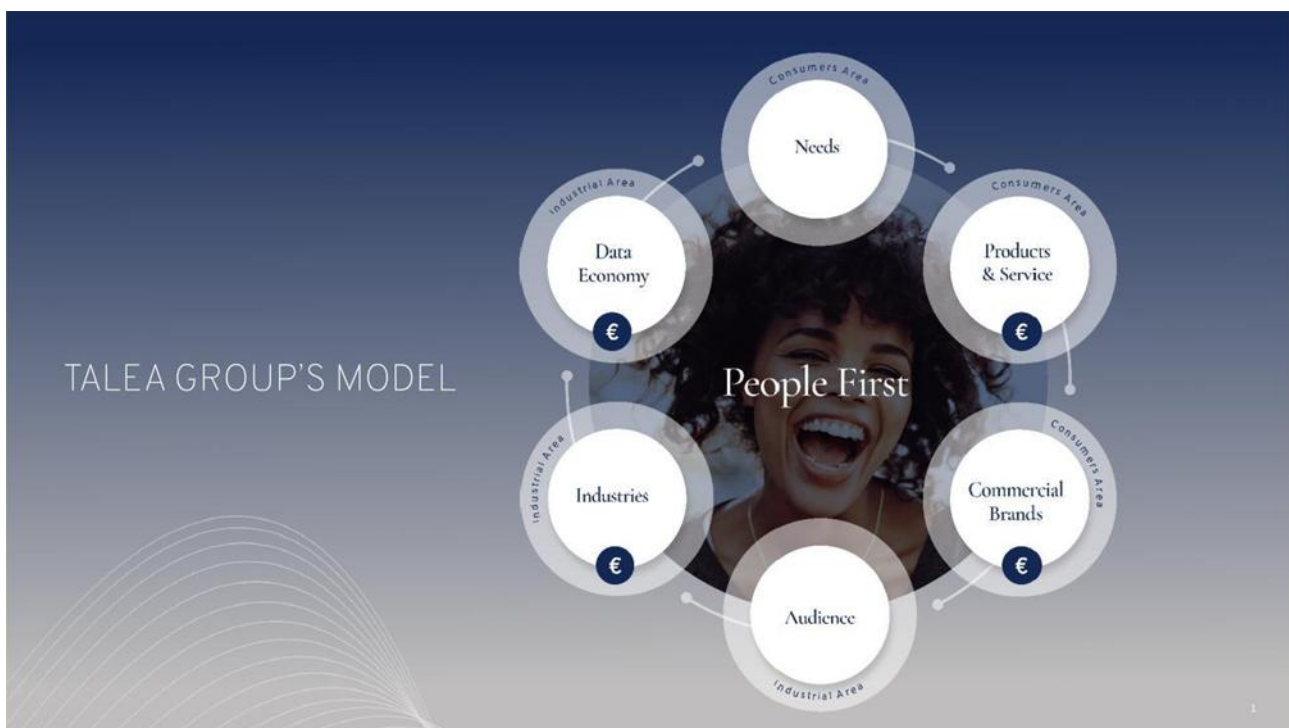 TALEA GROUP'S MODEL
People First
Consumers Area
Needs
Consumers Area
Products
& Service
€
Consumers Area
Commercial
Brands
€
Audience
Industrial Area
Industrial Area
Industries
€
Industrial Area
Data
Economy
€
1